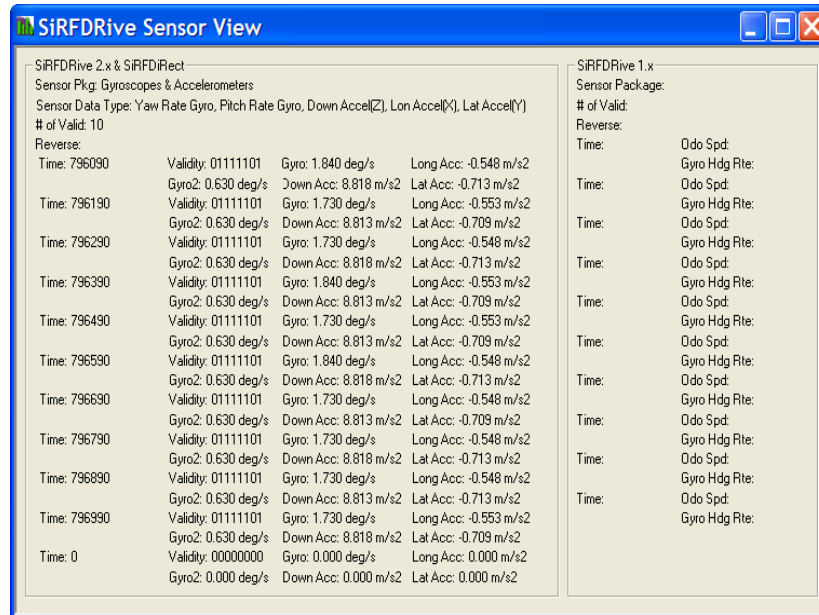 SiRFDRive Sensor View
SiRFDRive 2.x & SiRFDiRect
Sensor Pkg: Gyroscopes & Accelerometers
Sensor Data Type: Yaw Rate Gyro, Pitch Rate Gyro, Down Accel(Z), Lon Accel(X), Lat Accel(Y)
# of Valid: 10
Reverse:
Time: 796090 Validity: 01111101 Gyro: 1.840 deg/s Long Acc: -0.548 m/s2
Gyro2: 0.630 deg/s Down Acc: 8.818 m/s2 Lat Acc: -0.713 m/s2
Time: 796190 Validity: 01111101 Gyro: 1.730 deg/s Long Acc: -0.553 m/s2
Gyro2: 0.630 deg/s Down Acc: 8.813 m/s2 Lat Acc: -0.709 m/s2
Time: 796290 Validity: 01111101 Gyro: 1.730 deg/s Long Acc: -0.548 m/s2
Gyro2: 0.630 deg/s Down Acc: 8.818 m/s2 Lat Acc: -0.713 m/s2
Time: 796390 Validity: 01111101 Gyro: 1.840 deg/s Long Acc: -0.553 m/s2
Gyro2: 0.630 deg/s Down Acc: 8.813 m/s2 Lat Acc: -0.709 m/s2
Time: 796490 Validity: 01111101 Gyro: 1.730 deg/s Long Acc: -0.553 m/s2
Gyro2: 0.630 deg/s Down Acc: 8.813 m/s2 Lat Acc: -0.709 m/s2
Time: 796590 Validity: 01111101 Gyro: 1.840 deg/s Long Acc: -0.548 m/s2
Gyro2: 0.630 deg/s Down Acc: 8.818 m/s2 Lat Acc: -0.713 m/s2
Time: 796690 Validity: 01111101 Gyro: 1.730 deg/s Long Acc: -0.548 m/s2
Gyro2: 0.630 deg/s Down Acc: 8.813 m/s2 Lat Acc: -0.709 m/s2
Time: 796790 Validity: 01111101 Gyro: 1.730 deg/s Long Acc: -0.548 m/s2
Gyro2: 0.630 deg/s Down Acc: 8.818 m/s2 Lat Acc: -0.713 m/s2
Time: 796890 Validity: 01111101 Gyro: 1.730 deg/s Long Acc: -0.548 m/s2
Gyro2: 0.630 deg/s Down Acc: 8.813 m/s2 Lat Acc: -0.713 m/s2
Time: 796990 Validity: 01111101 Gyro: 1.730 deg/s Long Acc: -0.553 m/s2
Gyro2: 0.630 deg/s Down Acc: 8.818 m/s2 Lat Acc: -0.709 m/s2
Time: 0 Validity: 00000000 Gyro: 0.000 deg/s Long Acc: 0.000 m/s2
Gyro2: 0.000 deg/s Down Acc: 0.000 m/s2 Lat Acc: 0.000 m/s2
SiRFDRive 1.x
Sensor Package:
# of Valid:
Reverse:
Time: Odo Spd:
Gyro Hdg Rte:
Time: Odo Spd:
Gyro Hdg Rte:
Time: Odo Spd:
Gyro Hdg Rte:
Time: Odo Spd:
Gyro Hdg Rte:
Time: Odo Spd:
Gyro Hdg Rte:
Time: Odo Spd:
Gyro Hdg Rte:
Time: Odo Spd:
Gyro Hdg Rte:
Time: Odo Spd:
Gyro Hdg Rte:
Time: Odo Spd:
Gyro Hdg Rte:
Time: Odo Spd:
Gyro Hdg Rte: